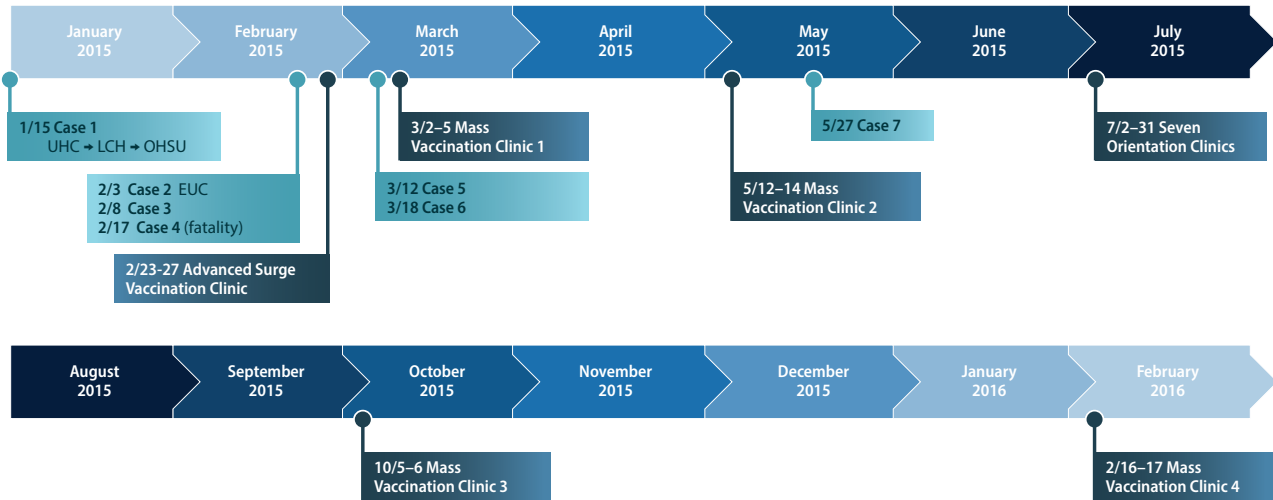 January
2015
February
2015
March
2015
April
2015
May
2015
June
2015
July
2015
1/15 Case 1
UHC → LCH → OHSU
2/3 Case 2 EUC
2/8 Case 3
2/17 Case 4 (fatality)
2/23-27 Advanced Surge
Vaccination Clinic
3/2–5 Mass
Vaccination Clinic 1
3/12 Case 5
3/18 Case 6
5/12–14 Mass
Vaccination Clinic 2
5/27 Case 7
7/2–31 Seven
Orientation Clinics
August
2015
September
2015
October
2015
November
2015
December
2015
January
2016
February
2016
10/5–6 Mass
Vaccination Clinic 3
2/16–17 Mass
Vaccination Clinic 4